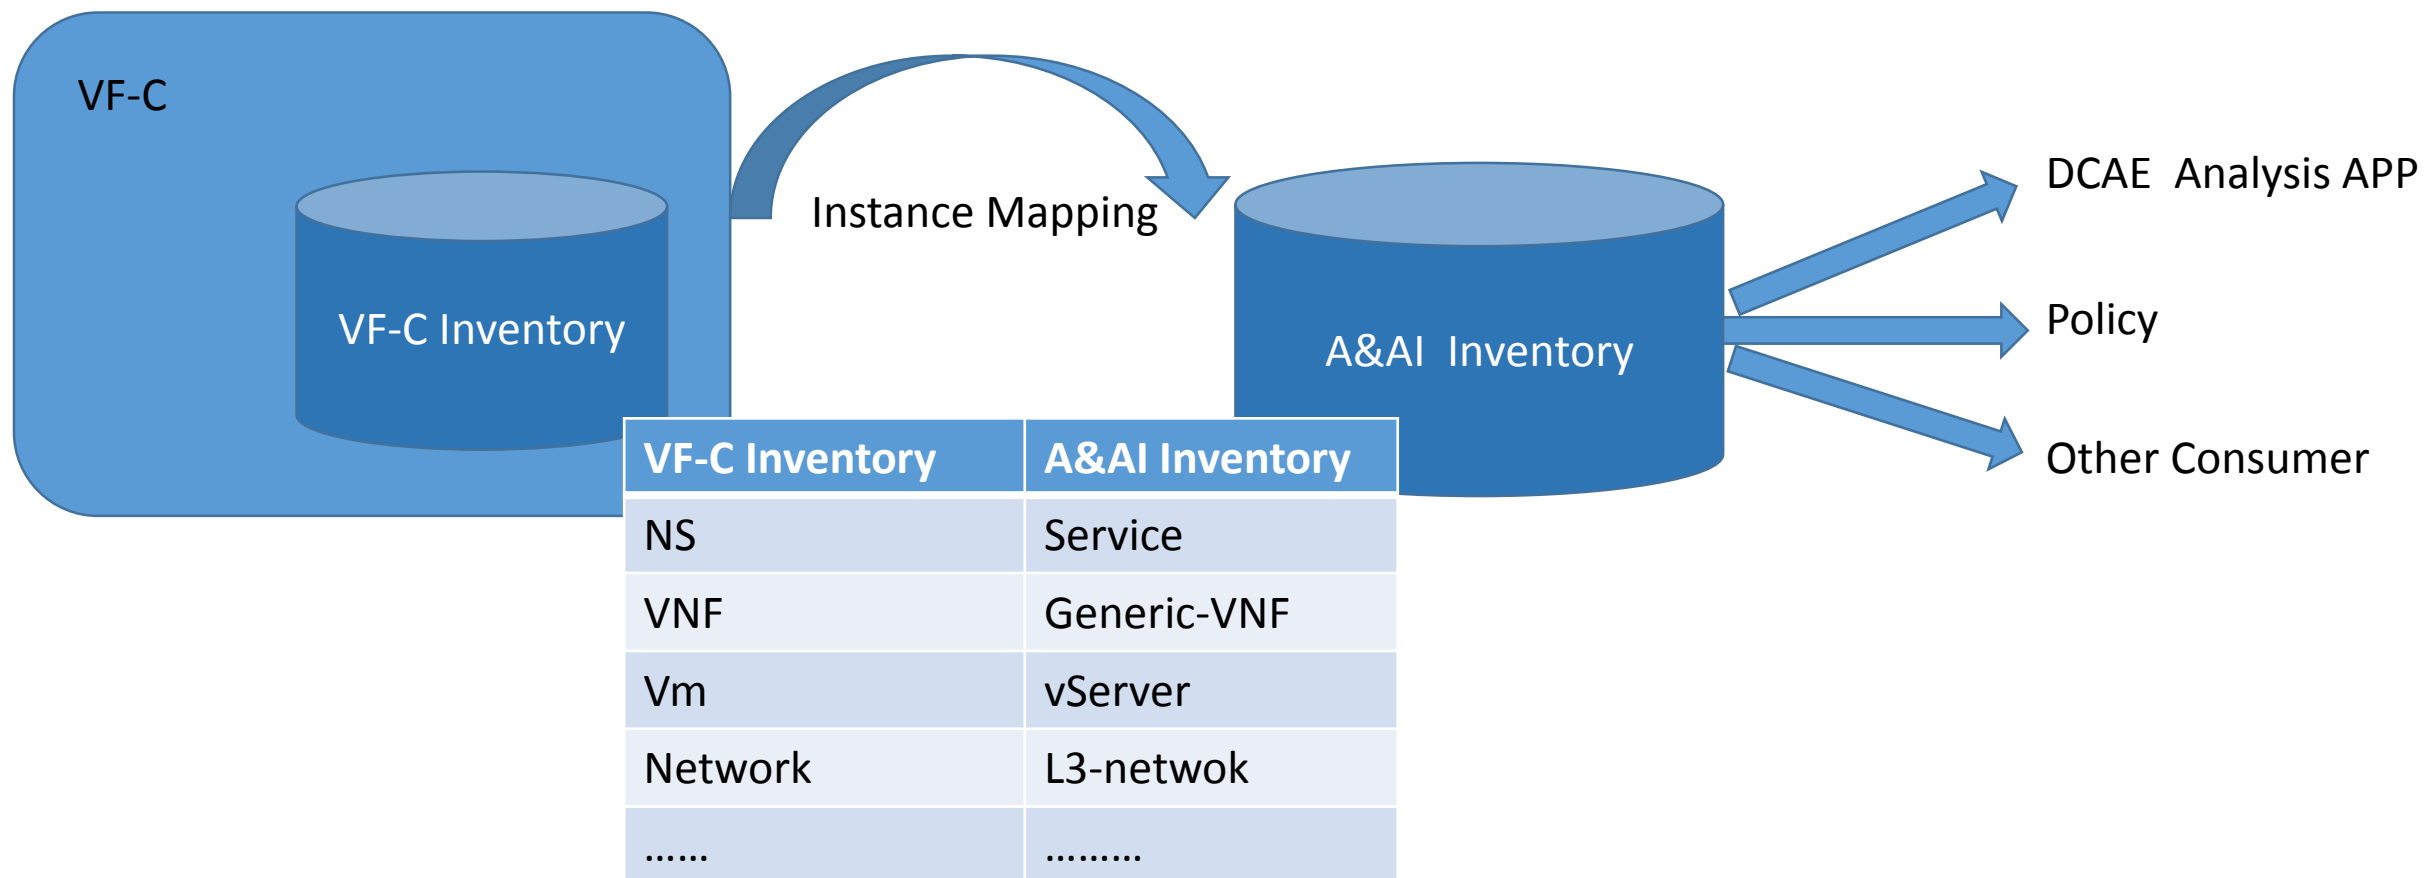 VF-C
VF-C Inventory
Instance Mapping
A&AI  Inventory
DCAE  Analysis APP
Policy
Other Consumer
VF-C Inventory A&AI Inventory
NS Service
VNF Generic-VNF
Vm vServer
Network L3-netwok
…… ………